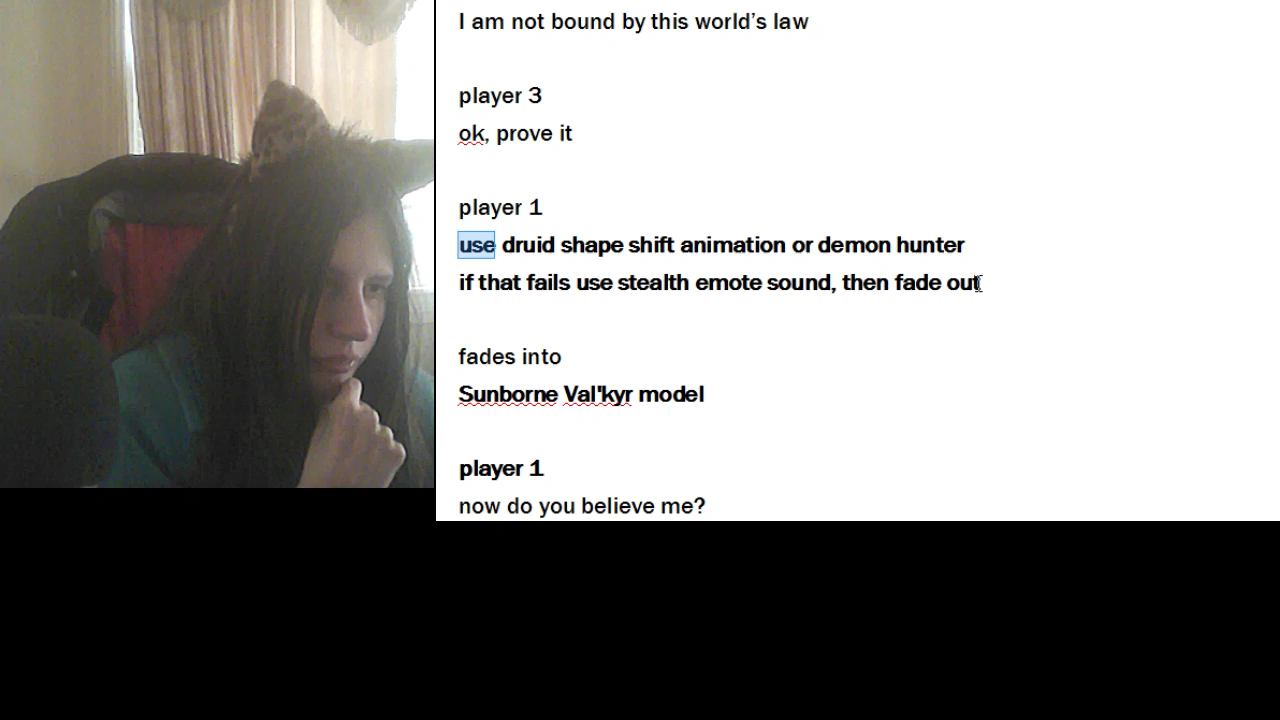 I am not bound by this world’s law
player 3
ok, prove it
player 1
use druid shape shift animation or demon hunter
if that fails use stealth emote sound, then fade out
fades into
Sunborne Val'kyr model
player 1
now do you believe me?